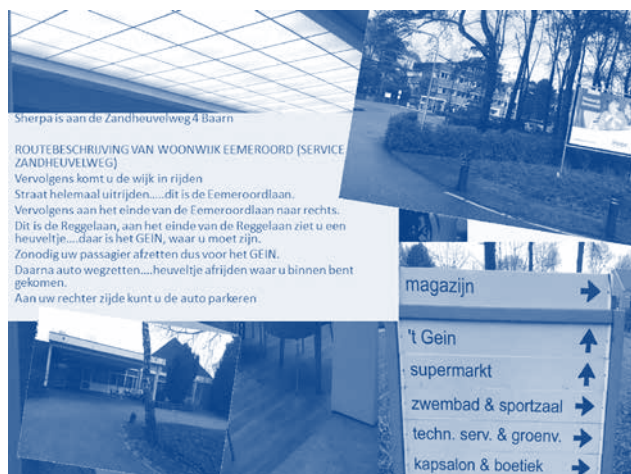 Sherpa is aan de Zandheuvelweg 4 Baarn
ROUTEBESCHRIJVING VAN WOONWIJK EEMEROORD (SERVICE
ZANDHEUVELWEG)
Vervolgens komt u de wijk in rijden
Straat helemaal uitrijden.....dit is de Eemeroordlaan.
Vervolgens aan het einde van de Eemeroordlaan naar rechts.
Dit is de Reggelaan, aan het einde van de Reggelaan ziet u een
heuveltje....daar is het GEIN, waar u moet zijn.
Zonodig uw passagier afzetten dus voor het GEIN.
Daarna auto wegzetten....heuveltje afrijden waar u binnen bent
gekomen.
Aan uw rechter zijde kunt u de auto parkeren
magazijn
't Gein
supermarkt
zwembad & sportzaal
techn. serv. & groenv.
kapsalon & boetiek